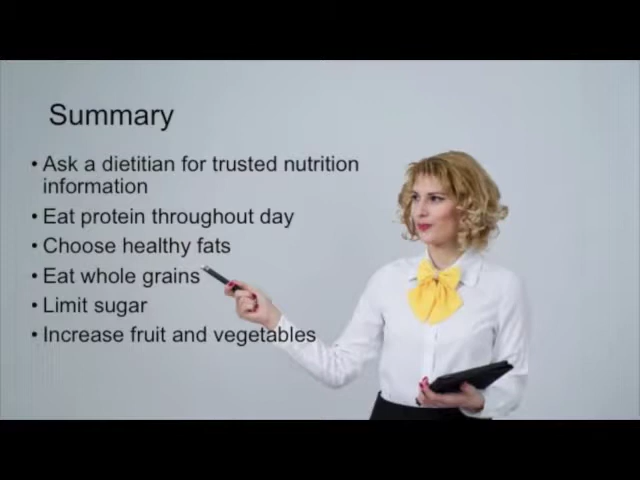 Summary
• Ask a dietitian for trusted nutrition
information
• Eat protein throughout day
• Choose healthy fats
• Eat whole grains
• Limit sugar
• Increase fruit and vegetables